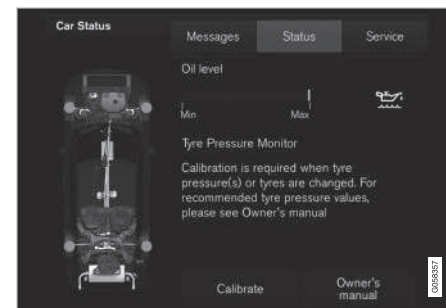 Car Status
Messages
Status
Service
Oil level
Min
Max
Tyre Pressure Monitor
Calibration is required when tyre
pressure(s) or tyres are changed. For
recommended tyre pressure values,
please see Owner's manual
Calibrate
Owner's
manual
G058357